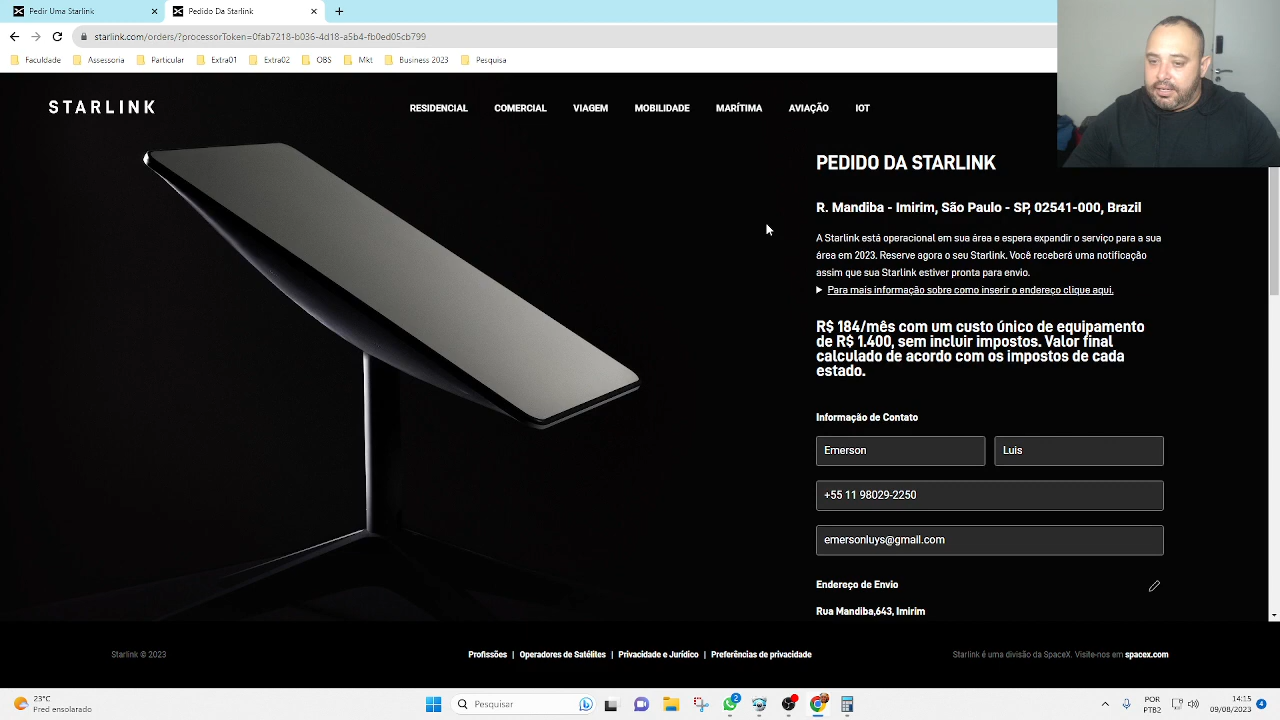 Pedir Uma Starlink
Pedido Da Starlink
starlink.com/orders/?processorToken=0fab7218-b036-4d18-a5b4-fb0ed05cb799
Faculdade Assessoria Particular Extra01 Extra02 OBS Mkt Business 2023 Pesquisa
STARLINK
RESIDENCIAL COMERCIAL VIAGEM MOBILIDADE MARÍTIMA AVIAÇÃO IOT
PEDIDO DA STARLINK
R. Mandiba - Imirim, São Paulo - SP, 02541-000, Brazil
A Starlink está operacional em sua área e espera expandir o serviço para a sua
área em 2023. Reserve agora o seu Starlink. Você receberá uma notificação
assim que sua Starlink estiver pronta para envio.
Para mais informação sobre como inserir o endereço clique aqui.
R$ 184/mês com um custo único de equipamento
de R$ 1.400, sem incluir impostos. Valor final
calculado de acordo com os impostos de cada
estado.
Informação de Contato
Emerson Luis
+55 11 98029-2250
emersonluys@gmail.com
Endereço de Envio
Rua Mandiba,643, Imirim
Starlink © 2023
Profissões | Operadores de Satélites | Privacidade e Jurídico | Preferências de privacidade
Starlink é uma divisão da SpaceX. Visite-nos em spacex.com
23°C
Pred ensolarado
Pesquisar
2
POR
PTB2
14:15
09/08/2023
4